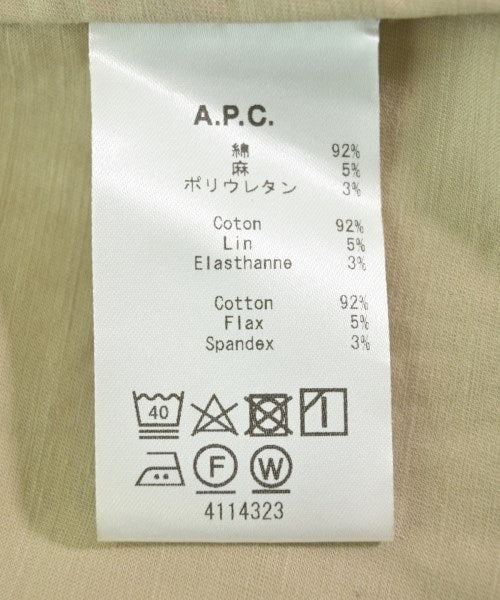 A.P.C.
綿 92%
麻 5%
ポリウレタン 3%
Coton 92%
Lin 5%
Elasthanne 3%
Cotton 92%
Flax 5%
Spandex 3%
40
F W
4114323